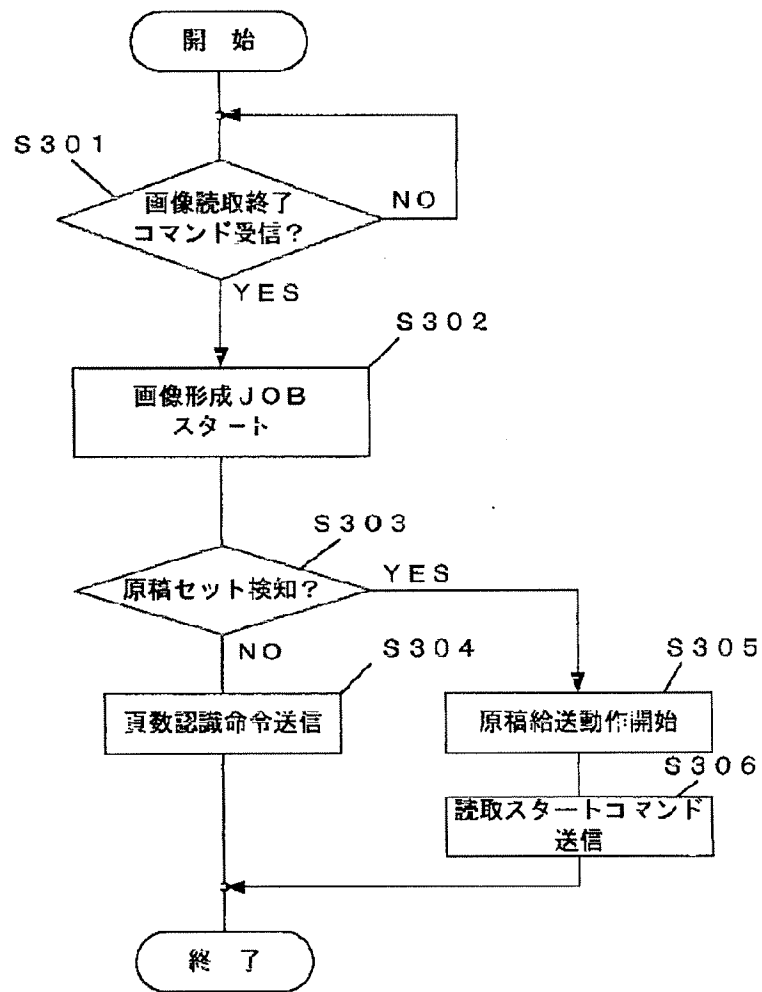 開 始
S301
画像読取終了
コマンド受信?
NO
YES
S302
画像形成JOB
スタート
S303
原稿セット検知?
YES
NO
S304
頁数認識命令送信
S305
原稿給送動作開始
S306
読取スタートコマンド
送信
終 了